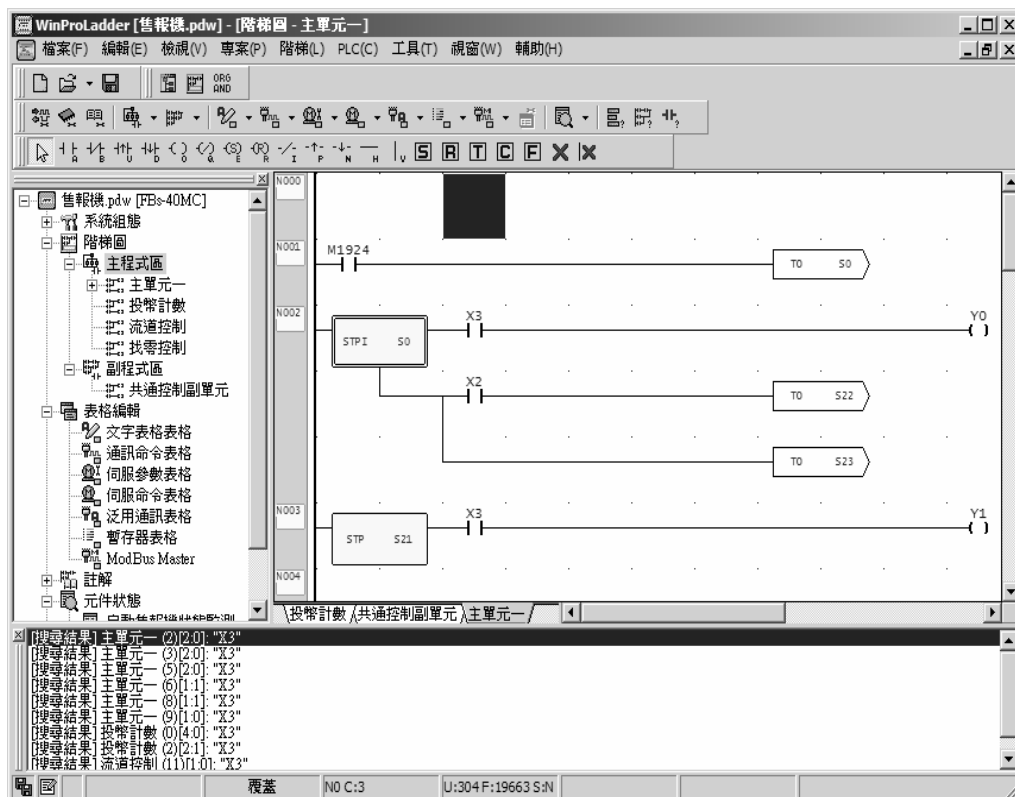 WinProLadder [售報機.pdw] - [階梯圖 - 主單元一]
檔案(F) 編輯(E) 檢視(V) 專案(P) 階梯(L) PLC(C) 工具(T) 視窗(W) 輔助(H)
ORG
AND
A B U D S R I P N H V S R T C F
售報機.pdw [FBs-40MC]
系統組態
階梯圖
主程式區
主單元一
投幣計數
流道控制
找零控制
副程式區
共通控制副單元
表格編輯
文字表格表格
通訊命令表格
伺服參數表格
伺服命令表格
泛用通訊表格
暫存器表格
ModBus Master
註解
元件狀態
自動售報機狀態監測
N000
N001
M1924
TO S0
N002
STPI S0
X3
Y0
X2
TO S22
TO S23
N003
STP S21
X3
Y1
N004
投幣計數 共通控制副單元 主單元一
[搜尋結果] 主單元一 (2)[2:0]: "X3"
[搜尋結果] 主單元一 (3)[2:0]: "X3"
[搜尋結果] 主單元一 (5)[2:0]: "X3"
[搜尋結果] 主單元一 (6)[1:1]: "X3"
[搜尋結果] 主單元一 (8)[1:1]: "X3"
[搜尋結果] 主單元一 (9)[1:0]: "X3"
[搜尋結果] 投幣計數 (0)[4:0]: "X3"
[搜尋結果] 投幣計數 (2)[2:1]: "X3"
[搜尋結果] 流道控制 (11)[1:0]: "X3"
覆蓋 N0 C:3 U:304 F:19663 S:N